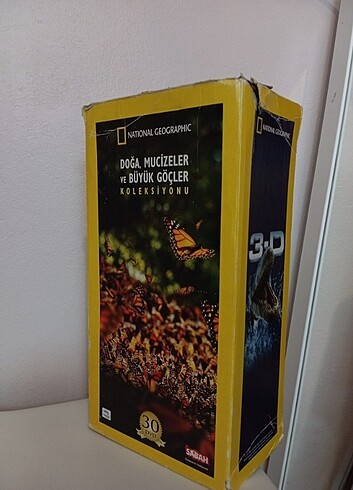 NATIONAL GEOGRAPHIC
DOĞA, MUCİZELER
VE BÜYÜK GÖÇLER
KOLEKSİYONU
30
SABAH
NATIONAL GEOGRAPHIC
3-D